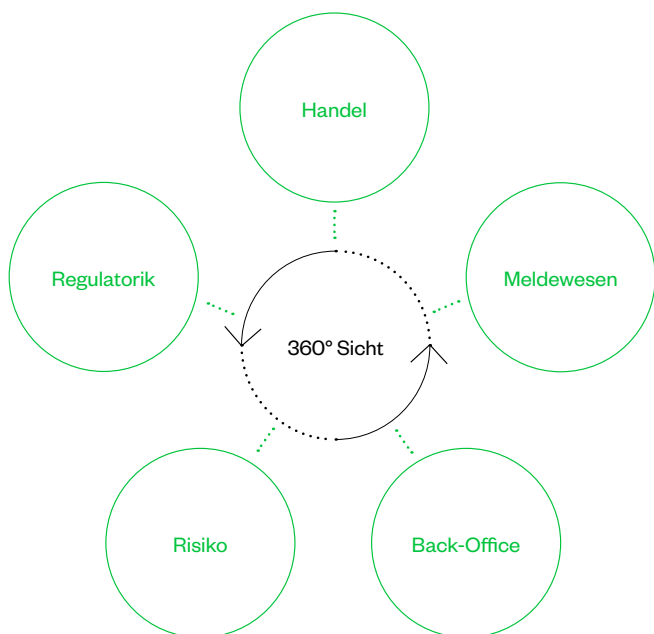 Handel
Regulatorik
Meldewesen
360° Sicht
Risiko
Back-Office